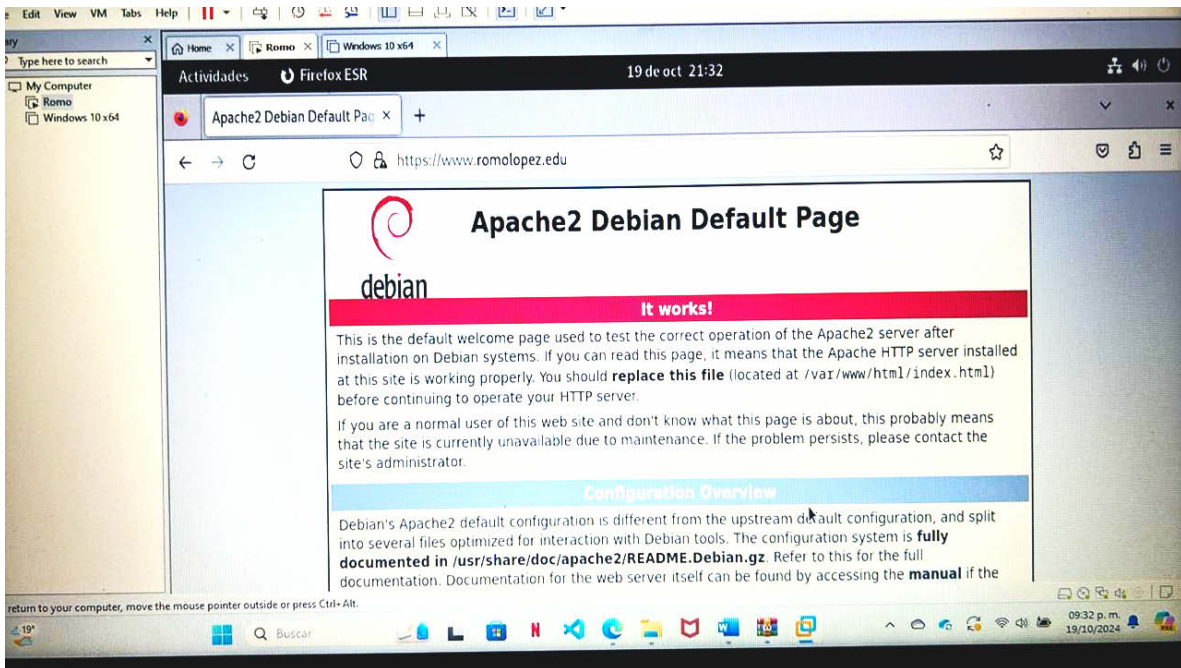 Edit View VM Tabs Help
Home
Romo
Windows 10 x64
Type here to search
My Computer
Romo
Windows 10 x64
Actividades
Firefox ESR
19 de oct 21:32
Apache2 Debian Default Pag
https://www.romolopez.edu
debian
Apache2 Debian Default Page
It works!
This is the default welcome page used to test the correct operation of the Apache2 server after
installation on Debian systems. If you can read this page, it means that the Apache HTTP server installed
at this site is working properly. You should replace this file (located at /var/www/html/index.html)
before continuing to operate your HTTP server.
If you are a normal user of this web site and don't know what this page is about, this probably means
that the site is currently unavailable due to maintenance. If the problem persists, please contact the
site's administrator.
Configuration Overview
Debian's Apache2 default configuration is different from the upstream default configuration, and split
into several files optimized for interaction with Debian tools. The configuration system is fully
documented in /usr/share/doc/apache2/README.Debian.gz. Refer to this for the full
documentation. Documentation for the web server itself can be found by accessing the manual if the
return to your computer, move the mouse pointer outside or press Ctrl+Alt.
19°
Buscar
09:32 p. m.
19/10/2024